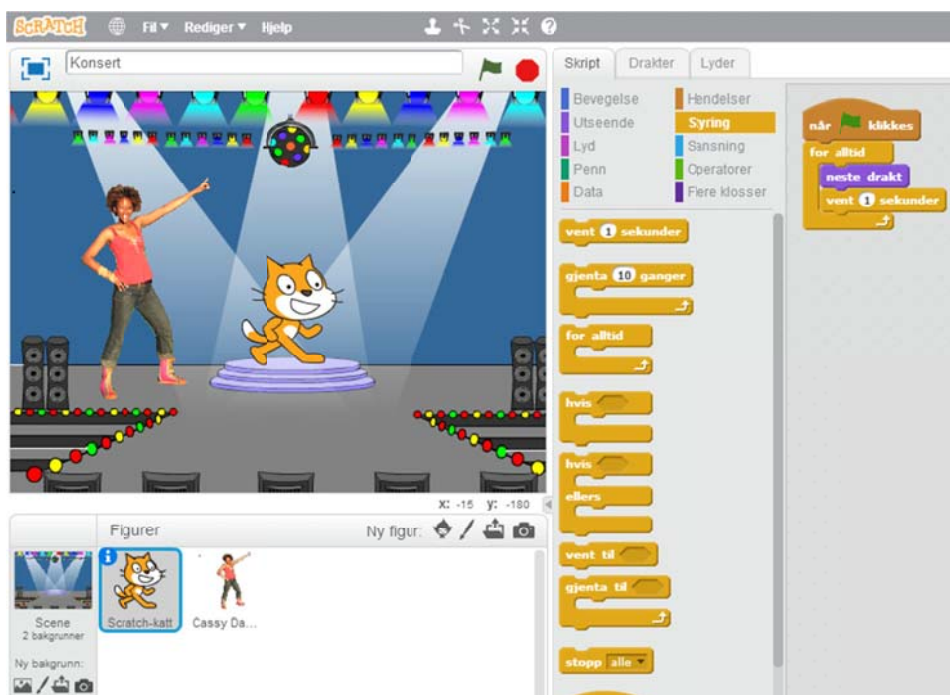 SCRATCH Fil Rediger Hjelp
Konsert
x: -15 y: -180
Figurer
Ny figur:
Scene
2 bakgrunner
Ny bakgrunn:
Scratch-katt
Cassy Da...
Skript Drakter Lyder
Bevegelse
Utseende
Lyd
Penn
Data
Hendelser
Styring
Sansning
Operatorer
Flere klosser
vent 1 sekunder
gjenta 10 ganger
for alltid
hvis
hvis
ellers
vent til
gjenta til
stopp alle
når klikkes
for alltid
neste drakt
vent 1 sekunder